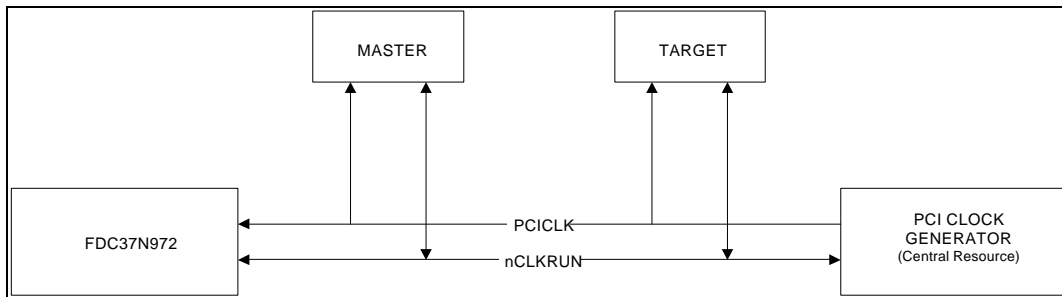 MASTER
TARGET
FDC37N972
PCICLK
nCLKRUN
PCI CLOCK
GENERATOR
(Central Resource)